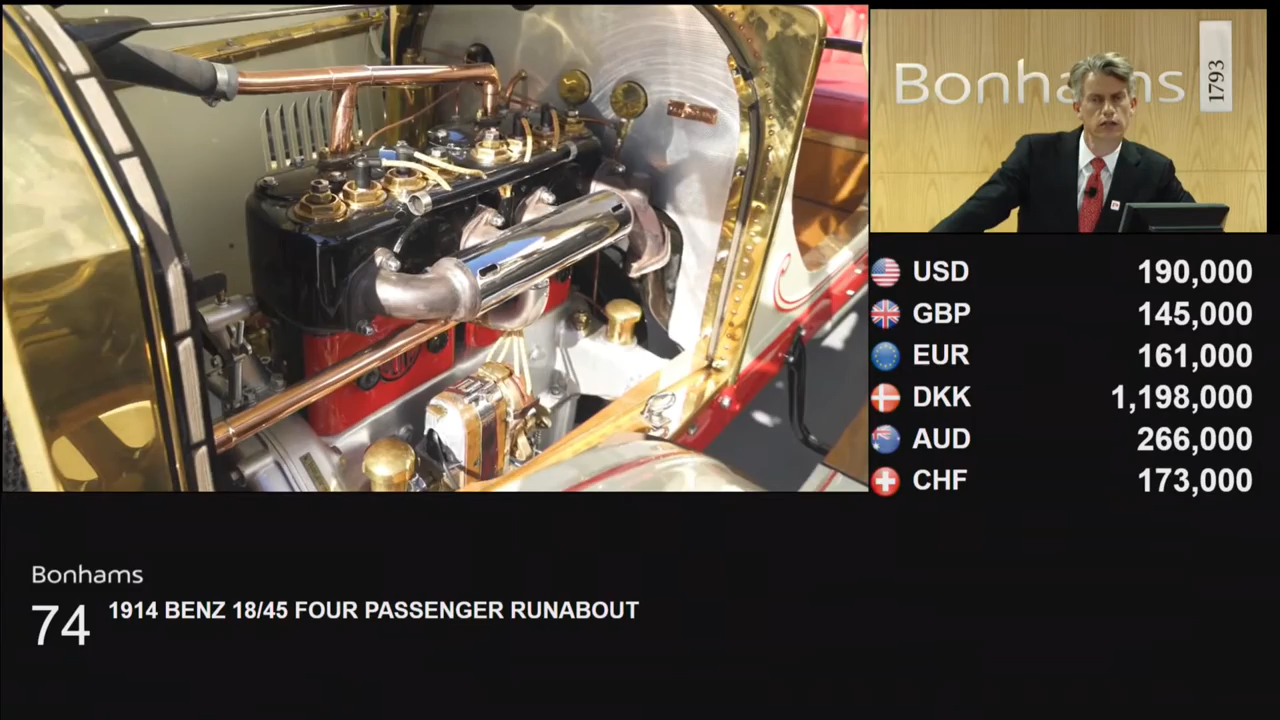 Bonhams
1793
USD 190,000
GBP 145,000
EUR 161,000
DKK 1,198,000
AUD 266,000
CHF 173,000
Bonhams
74 1914 BENZ 18/45 FOUR PASSENGER RUNABOUT